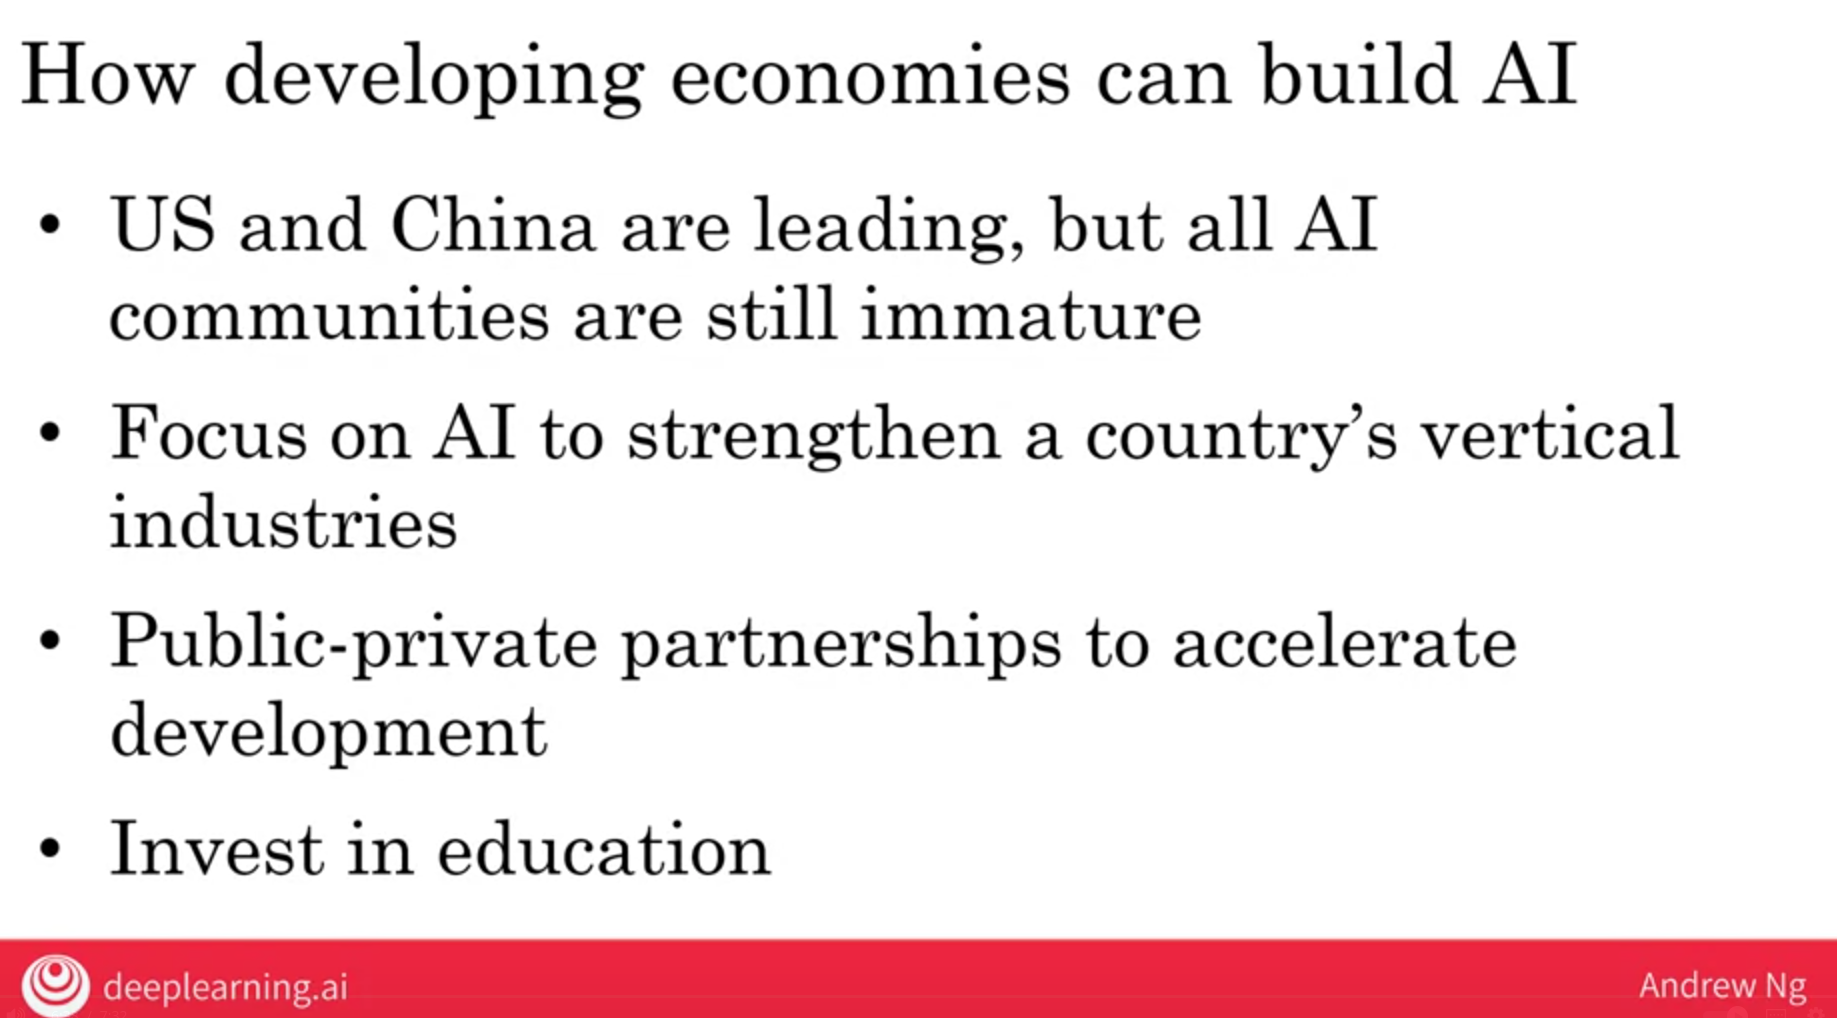 How developing economies can build AI
• US and China are leading, but all AI
communities are still immature
• Focus on AI to strengthen a country’s vertical
industries
• Public-private partnerships to accelerate
development
• Invest in education
deeplearning.ai
Andrew Ng